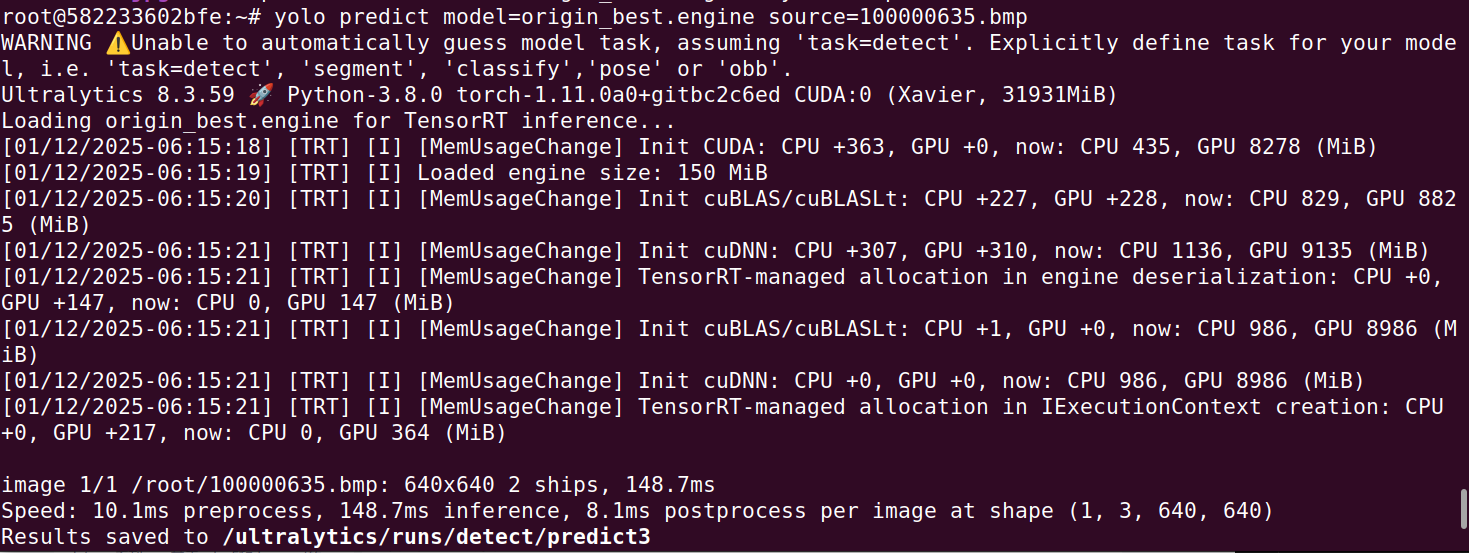 root@582233602bfe:~# yolo predict model=origin_best.engine source=100000635.bmp
WARNING ⚠️Unable to automatically guess model task, assuming 'task=detect'. Explicitly define task for your mode
l, i.e. 'task=detect', 'segment', 'classify','pose' or 'obb'.
Ultralytics 8.3.59 🚀 Python-3.8.0 torch-1.11.0a0+gitbc2c6ed CUDA:0 (Xavier, 31931MiB)
Loading origin_best.engine for TensorRT inference...
[01/12/2025-06:15:18] [TRT] [I] [MemUsageChange] Init CUDA: CPU +363, GPU +0, now: CPU 435, GPU 8278 (MiB)
[01/12/2025-06:15:19] [TRT] [I] Loaded engine size: 150 MiB
[01/12/2025-06:15:20] [TRT] [I] [MemUsageChange] Init cuBLAS/cuBLASLt: CPU +227, GPU +228, now: CPU 829, GPU 882
5 (MiB)
[01/12/2025-06:15:21] [TRT] [I] [MemUsageChange] Init cuDNN: CPU +307, GPU +310, now: CPU 1136, GPU 9135 (MiB)
[01/12/2025-06:15:21] [TRT] [I] [MemUsageChange] TensorRT-managed allocation in engine deserialization: CPU +0,
GPU +147, now: CPU 0, GPU 147 (MiB)
[01/12/2025-06:15:21] [TRT] [I] [MemUsageChange] Init cuBLAS/cuBLASLt: CPU +1, GPU +0, now: CPU 986, GPU 8986 (M
iB)
[01/12/2025-06:15:21] [TRT] [I] [MemUsageChange] Init cuDNN: CPU +0, GPU +0, now: CPU 986, GPU 8986 (MiB)
[01/12/2025-06:15:21] [TRT] [I] [MemUsageChange] TensorRT-managed allocation in IExecutionContext creation: CPU
+0, GPU +217, now: CPU 0, GPU 364 (MiB)
image 1/1 /root/100000635.bmp: 640x640 2 ships, 148.7ms
Speed: 10.1ms preprocess, 148.7ms inference, 8.1ms postprocess per image at shape (1, 3, 640, 640)
Results saved to /ultralytics/runs/detect/predict3